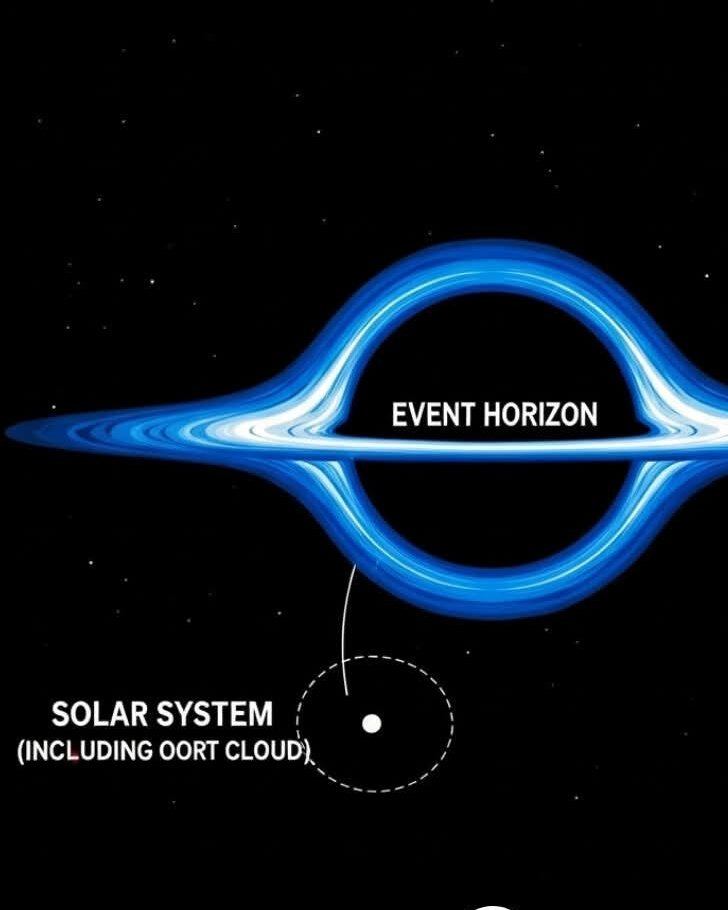 EVENT HORIZON
SOLAR SYSTEM
(INCLUDING OORT CLOUD)